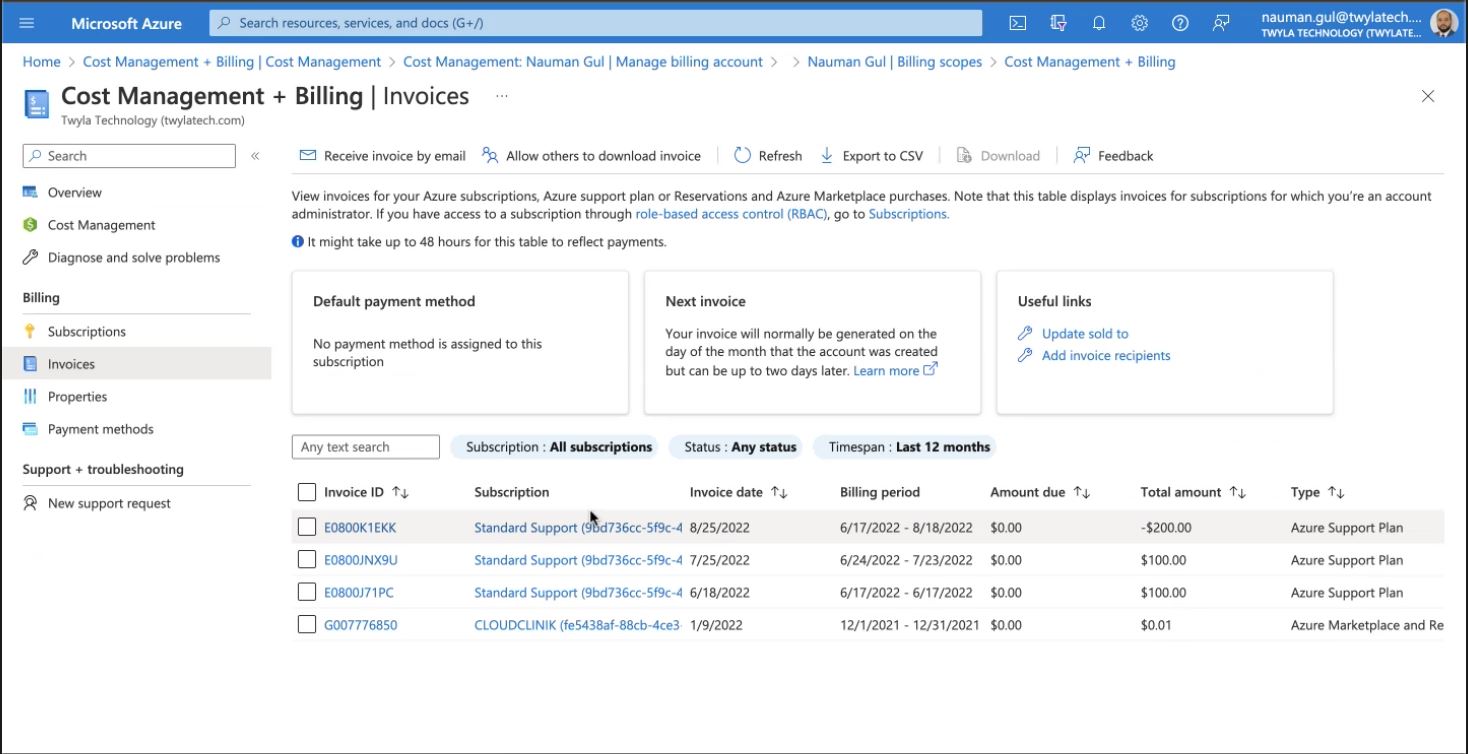 Microsoft Azure
Search resources, services, and docs (G+/)
nauman.gul@twylatech....
TWYLA TECHNOLOGY (TWYLATE...
Home > Cost Management + Billing | Cost Management > Cost Management: Nauman Gul | Manage billing account > > Nauman Gul | Billing scopes > Cost Management + Billing
Cost Management + Billing | Invoices ...
Twyla Technology (twylatech.com)
Search
«
Overview
Cost Management
Diagnose and solve problems
Billing
Subscriptions
Invoices
Properties
Payment methods
Support + troubleshooting
New support request
Receive invoice by email
Allow others to download invoice
Refresh
Export to CSV
Download
Feedback
View invoices for your Azure subscriptions, Azure support plan or Reservations and Azure Marketplace purchases. Note that this table displays invoices for subscriptions for which you're an account
administrator. If you have access to a subscription through role-based access control (RBAC), go to Subscriptions.
It might take up to 48 hours for this table to reflect payments.
Default payment method
No payment method is assigned to this
subscription
Next invoice
Your invoice will normally be generated on the
day of the month that the account was created
but can be up to two days later. Learn more
Useful links
Update sold to
Add invoice recipients
Any text search
Subscription : All subscriptions
Status : Any status
Timespan : Last 12 months
Invoice ID ↑↓ Subscription Invoice date ↑↓ Billing period Amount due ↑↓ Total amount ↑↓ Type ↑↓
E0800K1EKK Standard Support (9bd736cc-5f9c-4 8/25/2022 6/17/2022 - 8/18/2022 $0.00 -$200.00 Azure Support Plan
E0800JNX9U Standard Support (9bd736cc-5f9c-4 7/25/2022 6/24/2022 - 7/23/2022 $0.00 $100.00 Azure Support Plan
E0800J71PC Standard Support (9bd736cc-5f9c-4 6/18/2022 6/17/2022 - 6/17/2022 $0.00 $100.00 Azure Support Plan
G007776850 CLOUDCLINIK (fe5438af-88cb-4ce3- 1/9/2022 12/1/2021 - 12/31/2021 $0.00 $0.01 Azure Marketplace and Re